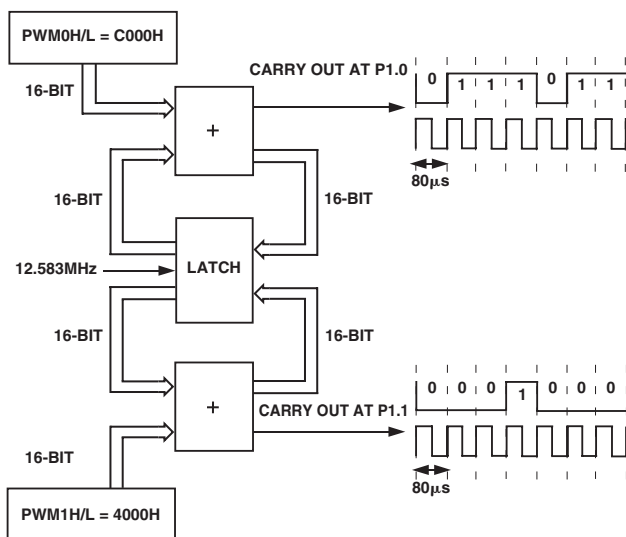 PWM0H/L = C000H
16-BIT
CARRY OUT AT P1.0
0 1 1 1 0 1 1
+
80µs
16-BIT
16-BIT
12.583MHz
LATCH
16-BIT
16-BIT
0 0 0 1 0 0 0
+
CARRY OUT AT P1.1
16-BIT
80µs
PWM1H/L = 4000H